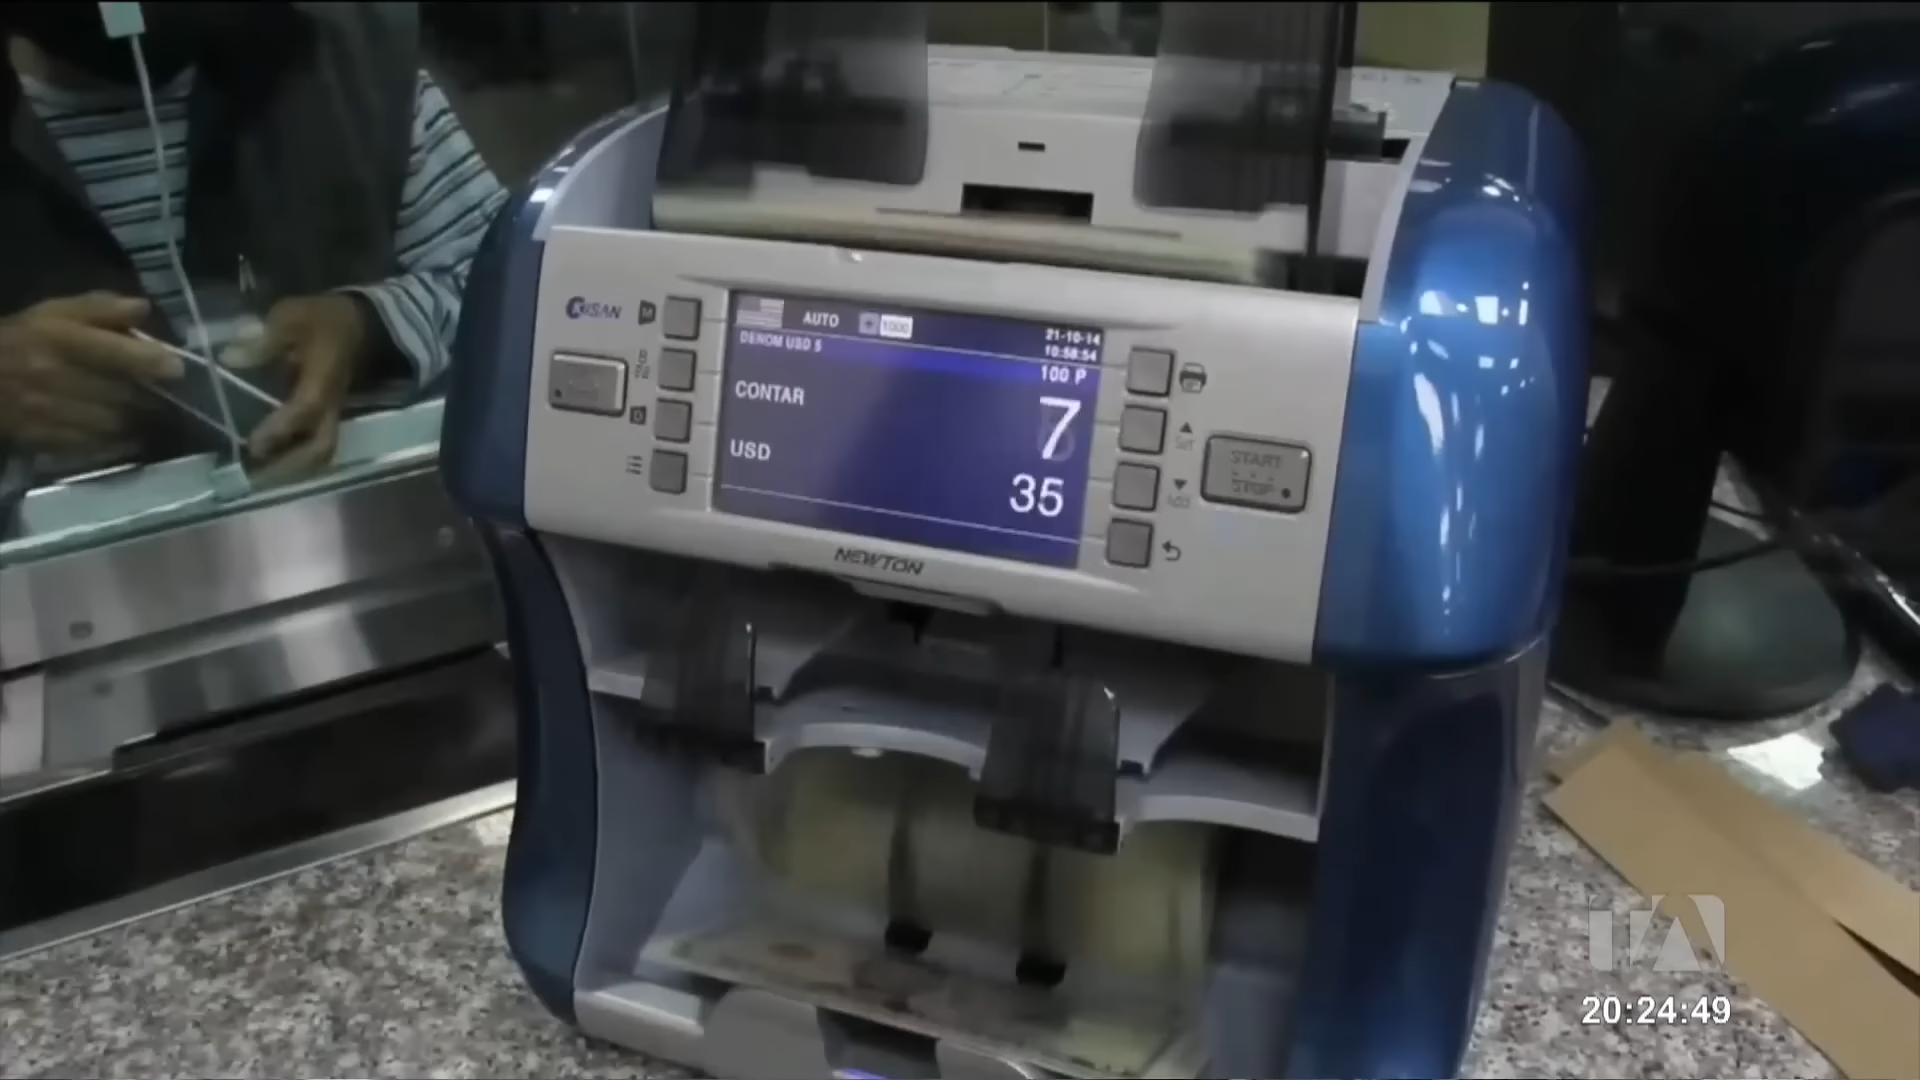 KISAN
M
AUTO
1000
21-10-14
10:58:54
DENOM USD 5
100 P
CONTAR
7
USD
35
START
STOP
NEWTON
TA
20:24:49